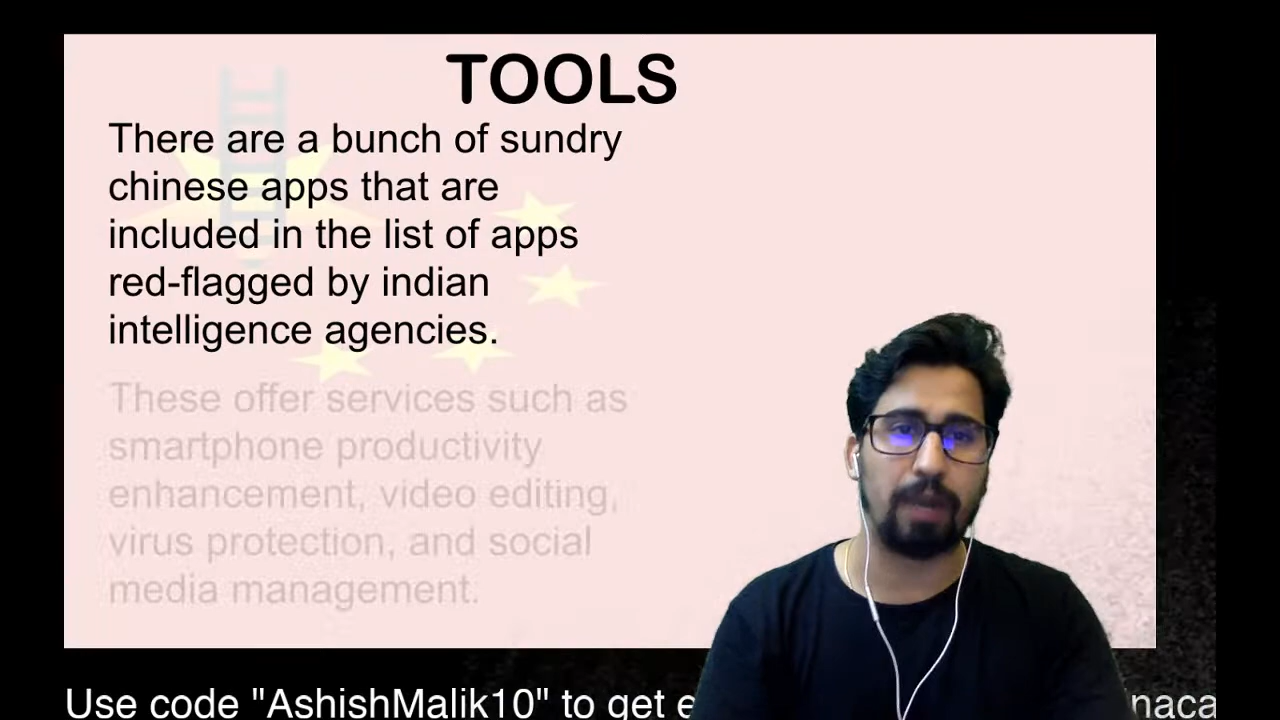 TOOLS
There are a bunch of sundry
chinese apps that are
included in the list of apps
red-flagged by indian
intelligence agencies.
These offer services such as
smartphone productivity
enhancement, video editing,
virus protection, and social
media management.
Use code "AshishMalik10" to get